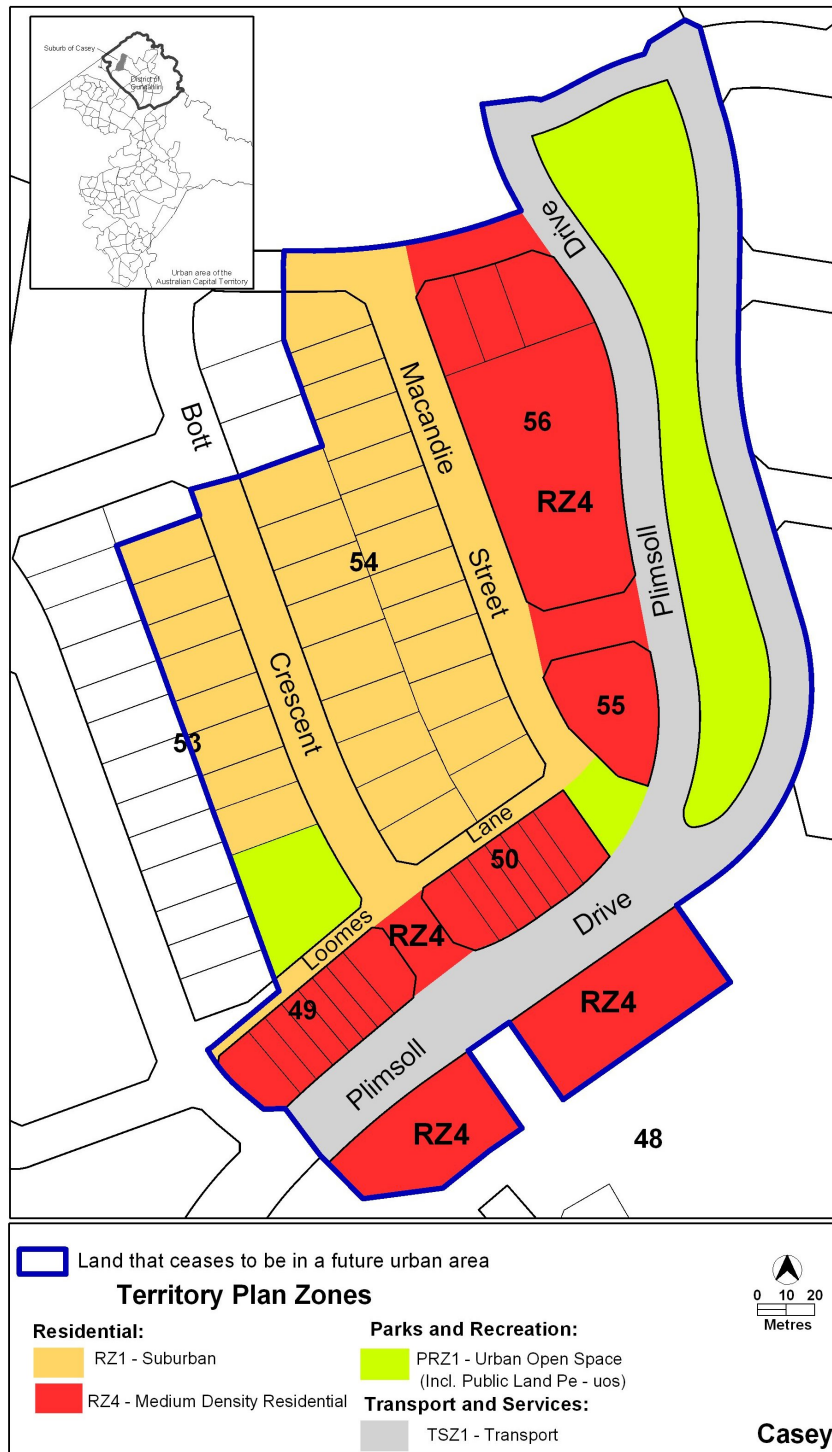 Suburb of Casey
District of
Gungahlin
Urban area of the
Australian Capital Territory
Drive
Bott
Macandie
56
RZ4
54
Street
Plimsoll
Crescent
55
53
Lane
50
Drive
Loomes
RZ4
RZ4
49
Plimsoll
RZ4
48
Land that ceases to be in a future urban area
Territory Plan Zones
0 10 20
Metres
Residential:
RZ1 - Suburban
RZ4 - Medium Density Residential
Parks and Recreation:
PRZ1 - Urban Open Space
(Incl. Public Land Pe - uos)
Transport and Services:
TSZ1 - Transport
Casey